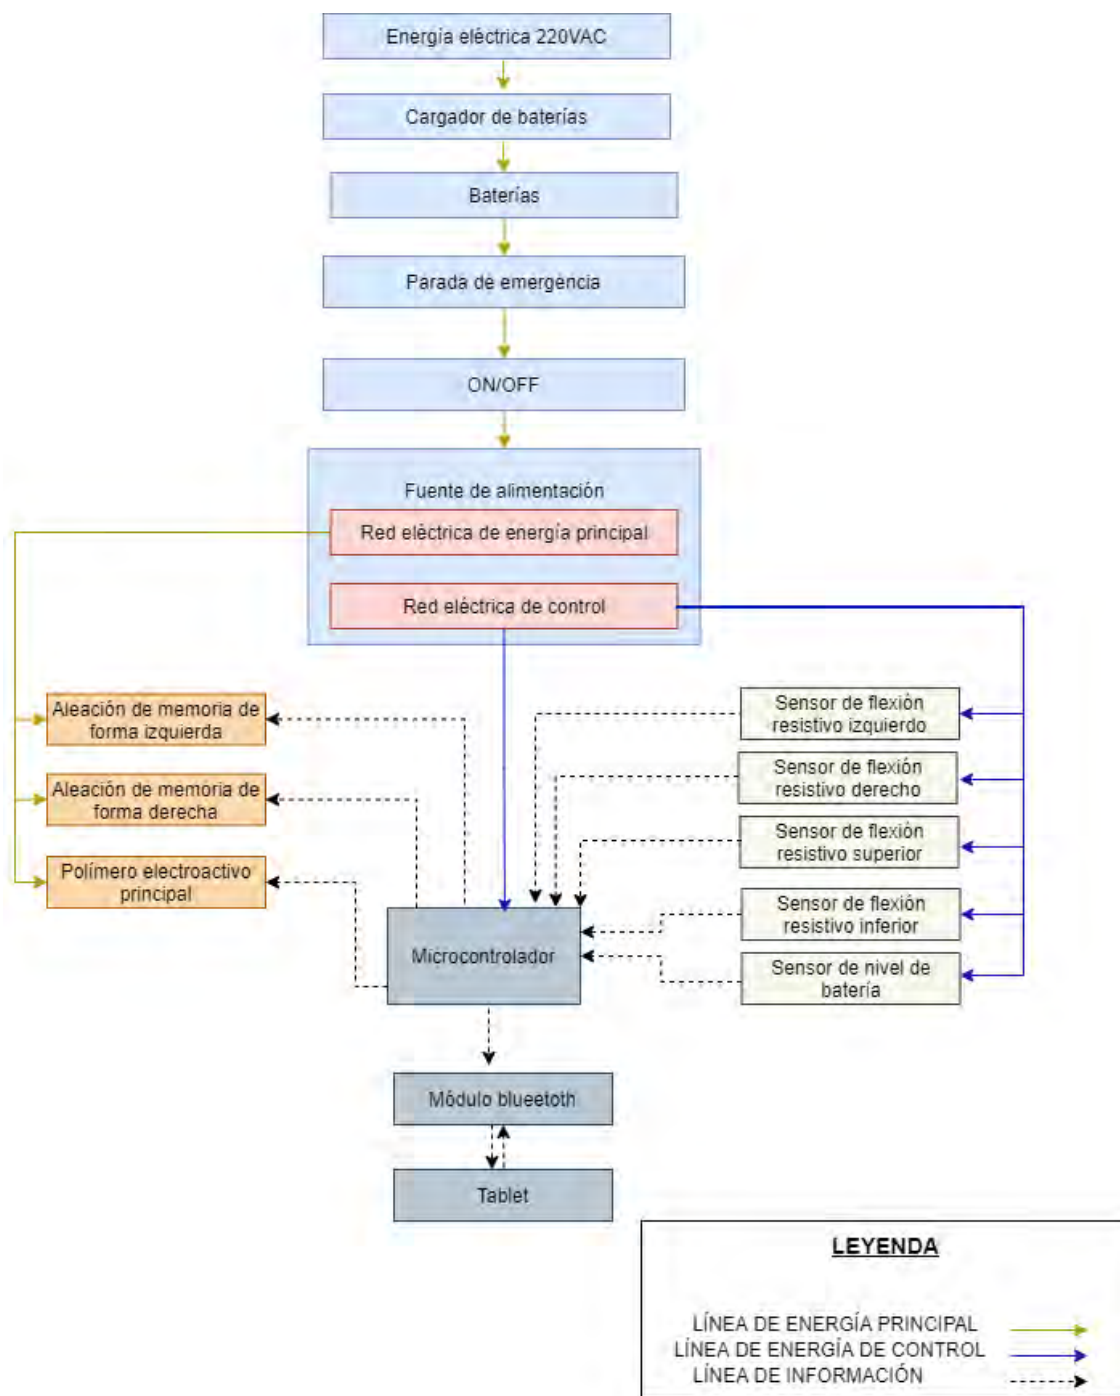 Energía eléctrica 220VAC
Cargador de baterías
Baterías
Parada de emergencia
ON/OFF
Fuente de alimentación
Red eléctrica de energía principal
Red eléctrica de control
Aleación de memoria de
forma izquierda
Aleación de memoria de
forma derecha
Polímero electroactivo
principal
Sensor de flexión
resistivo izquierdo
Sensor de flexión
resistivo derecho
Sensor de flexión
resistivo superior
Sensor de flexión
resistivo inferior
Sensor de nivel de
batería
Microcontrolador
Módulo blueetoth
Tablet
LEYENDA
LÍNEA DE ENERGÍA PRINCIPAL
LÍNEA DE ENERGÍA DE CONTROL
LÍNEA DE INFORMACIÓN